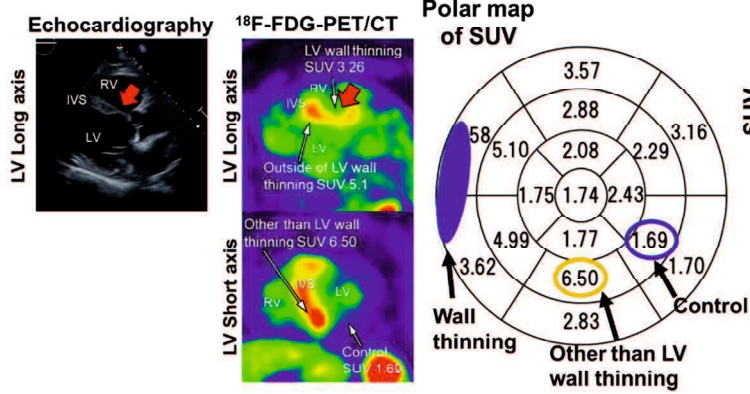 Echocardiography
LV Long axis
RV
IVS
LV
18F-FDG-PET/CT
LV Long axis
LV wall thinning
SUV 3.26
RV
IVS
LV
Outside of LV wall
thinning SUV 5.1
LV Short axis
Other than LV wall
thinning SUV 6.50
IVS
RV
LV
Control
SUV 1.69
Polar map
of SUV
3.57
2.88
58
3.16
5.10
2.08
2.29
1.75
1.74
2.43
4.99
1.77
1.69
3.62
6.50
1.70
2.83
Wall
thinning
Control
Other than LV
wall thinning
SUV